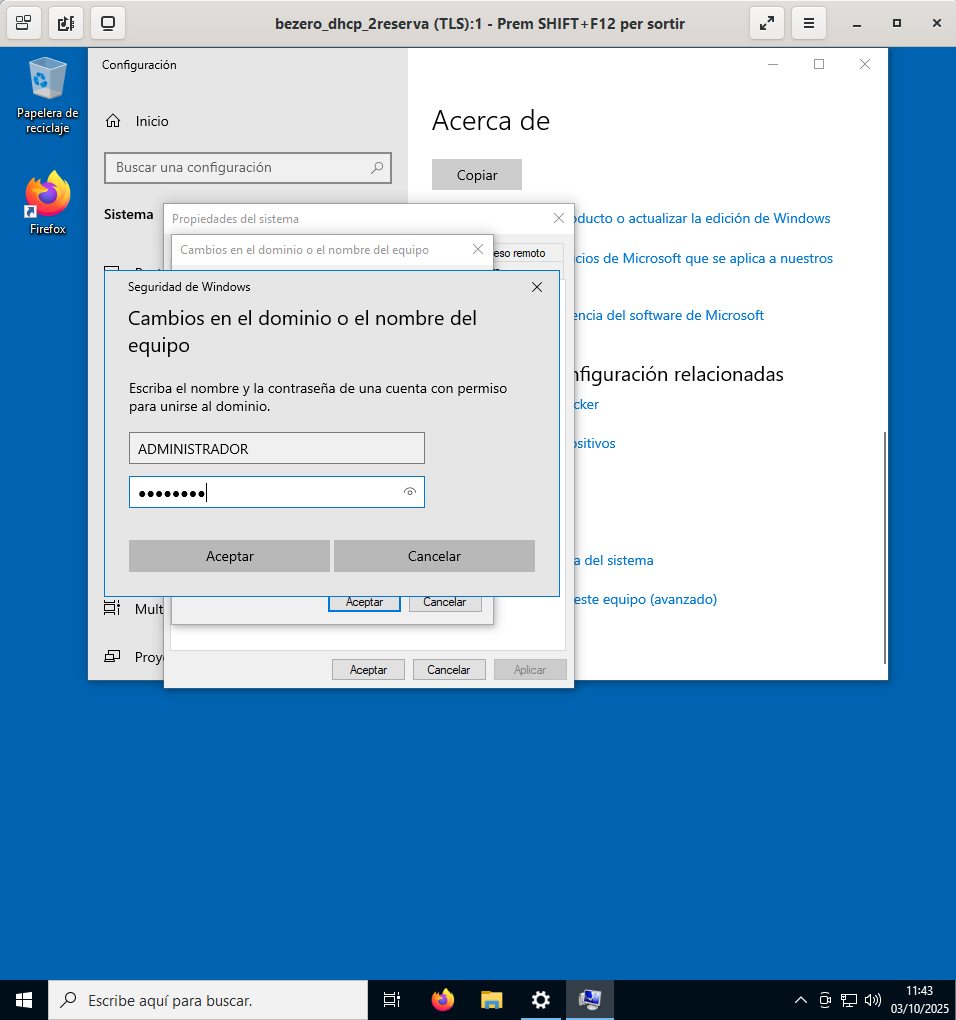 bezero_dhcp_2reserva (TLS):1 - Prem SHIFT+F12 per sortir
Papelera de
reciclaje
Firefox
Configuración
Inicio
Buscar una configuración
Sistema
Mult
Proye
Acerca de
Copiar
oducto o actualizar la edición de Windows
cios de Microsoft que se aplica a nuestros
encia del software de Microsoft
nfiguración relacionadas
cker
ositivos
a del sistema
este equipo (avanzado)
Propiedades del sistema
eso remoto
Cambios en el dominio o el nombre del equipo
Seguridad de Windows
Cambios en el dominio o el nombre del
equipo
Escriba el nombre y la contraseña de una cuenta con permiso
para unirse al dominio.
ADMINISTRADOR
●●●●●●●●
Aceptar Cancelar
Aceptar Cancelar
Aceptar Cancelar Aplicar
Escribe aquí para buscar.
11:43
03/10/2025